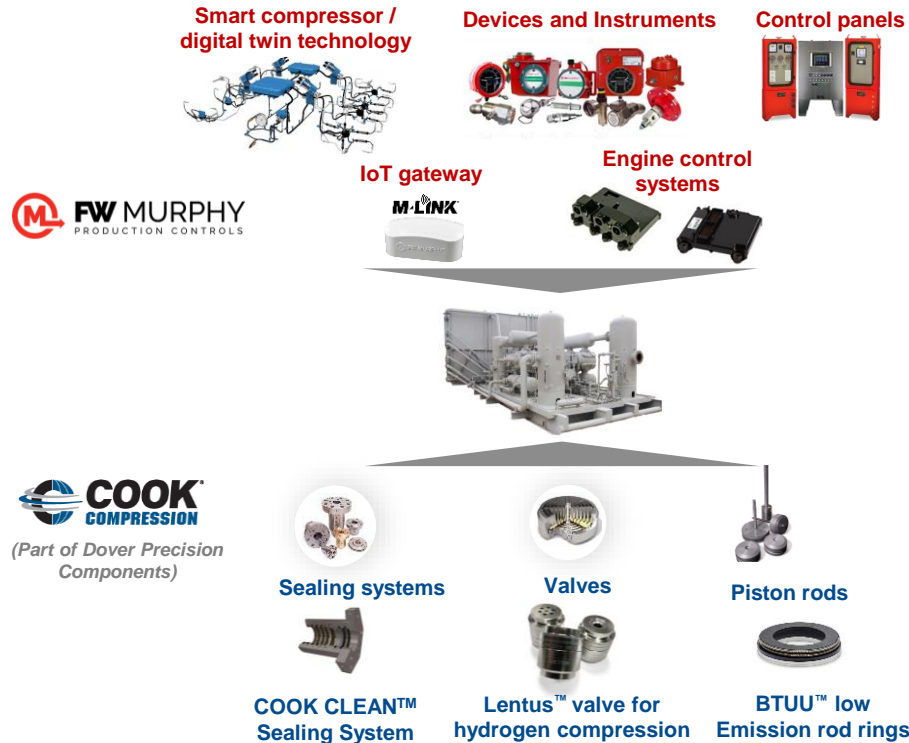 Smart compressor /
digital twin technology
Devices and Instruments
Control panels
IoT gateway
Engine control
systems
M·LINK
FW MURPHY
PRODUCTION CONTROLS
COOK
COMPRESSION
(Part of Dover Precision
Components)
Sealing systems
Valves
Piston rods
COOK CLEAN™
Sealing System
Lentus™ valve for
hydrogen compression
BTUU™ low
Emission rod rings